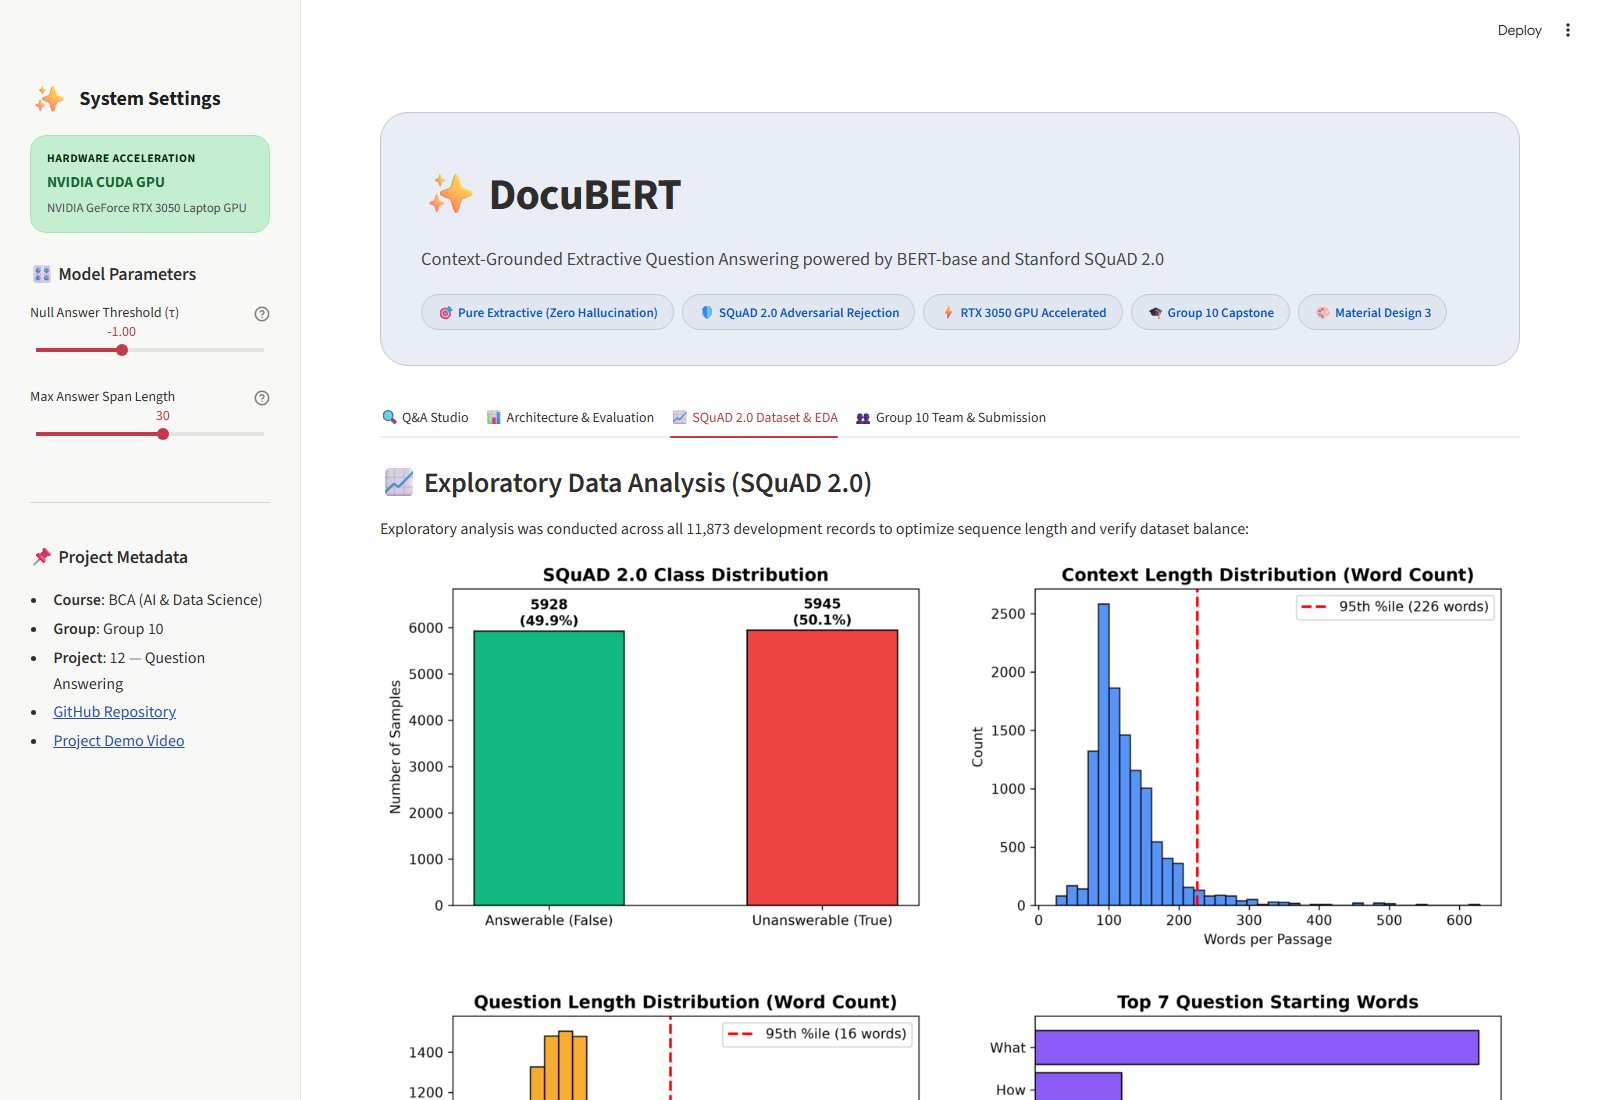 Deploy
System Settings
HARDWARE ACCELERATION
NVIDIA CUDA GPU
NVIDIA GeForce RTX 3050 Laptop GPU
Model Parameters
Null Answer Threshold (τ)
-1.00
Max Answer Span Length
30
Project Metadata
Course: BCA (AI & Data Science)
Group: Group 10
Project: 12 — Question
Answering
GitHub Repository
Project Demo Video
DocuBERT
Context-Grounded Extractive Question Answering powered by BERT-base and Stanford SQuAD 2.0
Pure Extractive (Zero Hallucination)
SQuAD 2.0 Adversarial Rejection
RTX 3050 GPU Accelerated
Group 10 Capstone
Material Design 3
Q&A Studio
Architecture & Evaluation
SQuAD 2.0 Dataset & EDA
Group 10 Team & Submission
Exploratory Data Analysis (SQuAD 2.0)
Exploratory analysis was conducted across all 11,873 development records to optimize sequence length and verify dataset balance:
SQuAD 2.0 Class Distribution
5928
(49.9%)
5945
(50.1%)
Number of Samples
6000
5000
4000
3000
2000
1000
0
Answerable (False)
Unanswerable (True)
Context Length Distribution (Word Count)
95th %ile (226 words)
Count
2500
2000
1500
1000
500
0
0 100 200 300 400 500 600
Words per Passage
Question Length Distribution (Word Count)
95th %ile (16 words)
1400
1200
Top 7 Question Starting Words
What
How